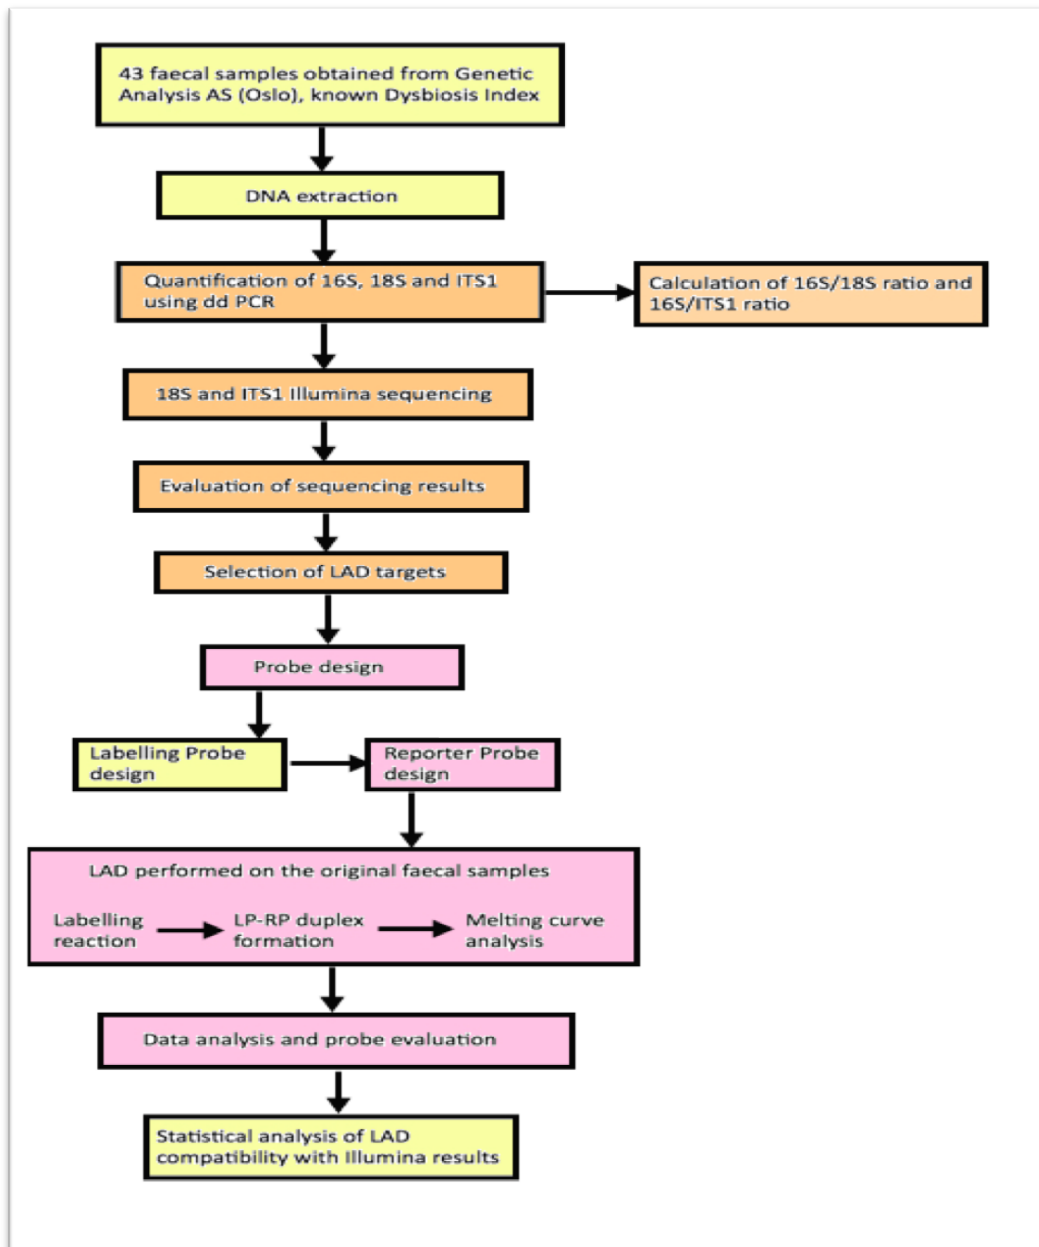 43 faecal samples obtained from Genetic
Analysis AS (Oslo), known Dysbiosis Index
DNA extraction
Quantification of 16S, 18S and ITS1
using dd PCR
Calculation of 16S/18S ratio and
16S/ITS1 ratio
18S and ITS1 Illumina sequencing
Evaluation of sequencing results
Selection of LAD targets
Probe design
Labelling Probe
design
Reporter Probe
design
LAD performed on the original faecal samples
Labelling
reaction
LP-RP duplex
formation
Melting curve
analysis
Data analysis and probe evaluation
Statistical analysis of LAD
compatibility with Illumina results